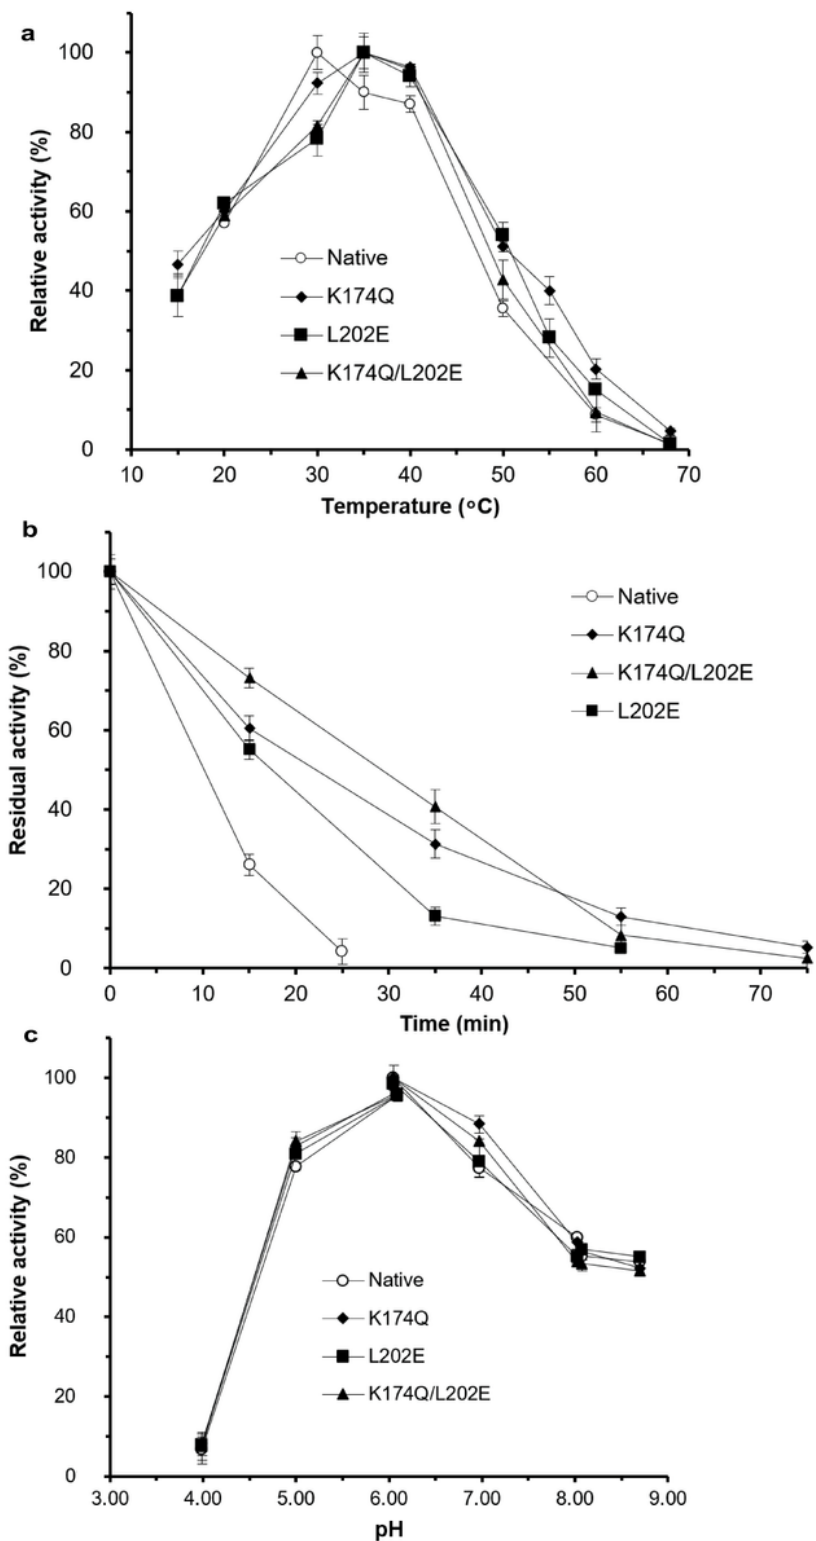 a
Relative activity (%)
100
80
60
40
20
0
Native
K174Q
L202E
K174Q/L202E
10 20 30 40 50 60 70
Temperature (∘C)
b
Residual activity (%)
100
80
60
40
20
0
Native
K174Q
K174Q/L202E
L202E
0 10 20 30 40 50 60 70
Time (min)
c
Relative activity (%)
100
80
60
40
20
0
Native
K174Q
L202E
K174Q/L202E
3.00 4.00 5.00 6.00 7.00 8.00 9.00
pH